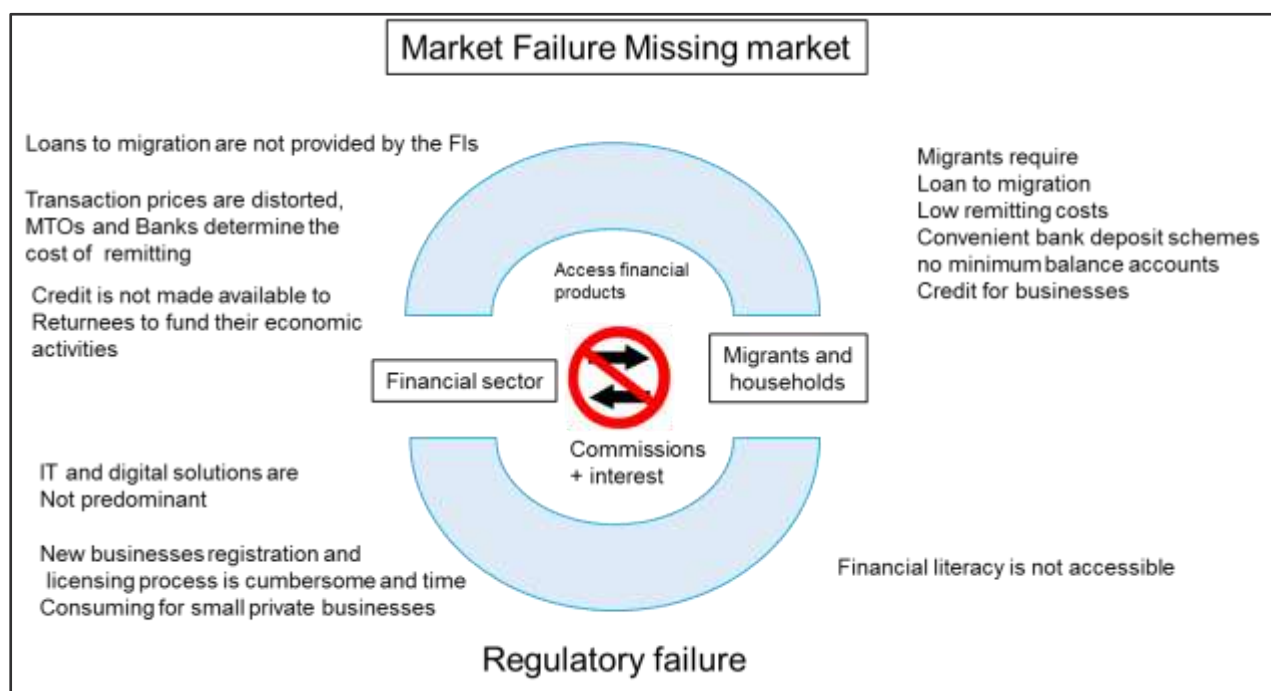 Market Failure Missing market
Loans to migration are not provided by the FIs
Transaction prices are distorted,
MTOs and Banks determine the
cost of remitting
Credit is not made available to
Returnees to fund their economic
activities
Migrants require
Loan to migration
Low remitting costs
Convenient bank deposit schemes
no minimum balance accounts
Credit for businesses
Access financial
products
Financial sector
Migrants and
households
Commissions
+ interest
IT and digital solutions are
Not predominant
New businesses registration and
licensing process is cumbersome and time
Consuming for small private businesses
Financial literacy is not accessible
Regulatory failure